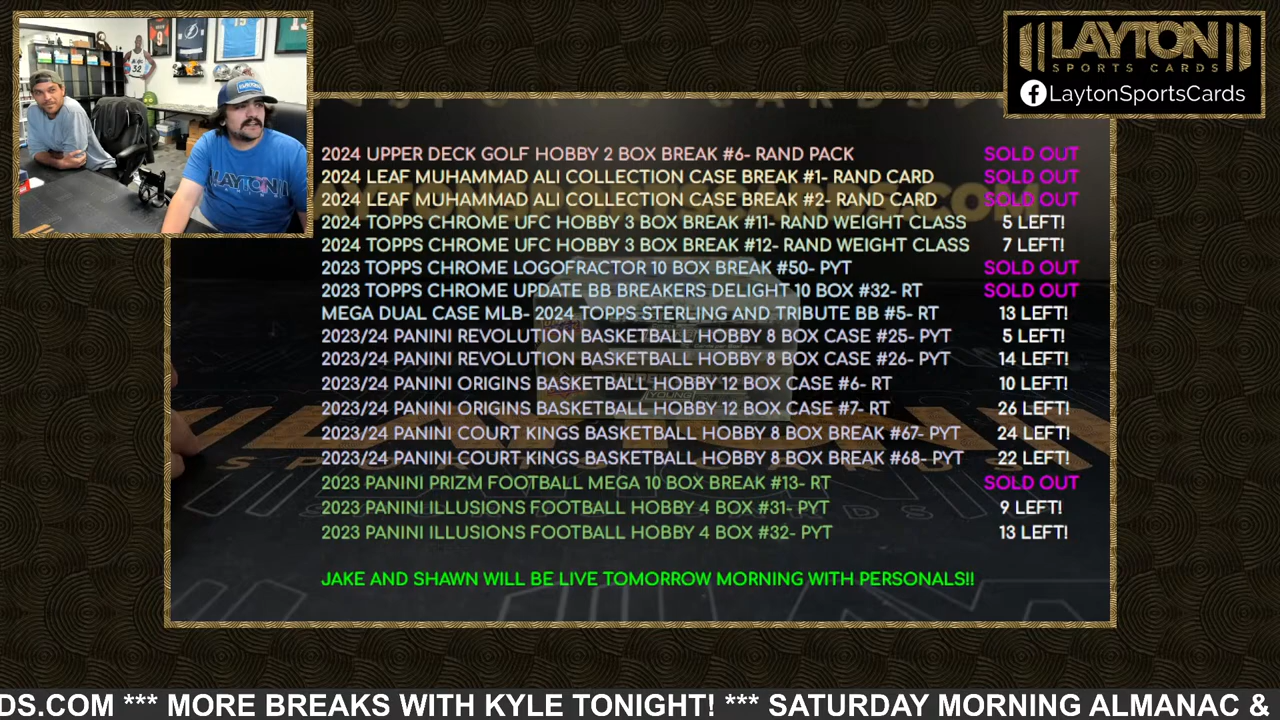 LAYTON
SPORTS CARDS
LaytonSportsCards
2024 UPPER DECK GOLF HOBBY 2 BOX BREAK #6- RAND PACK SOLD OUT
2024 LEAF MUHAMMAD ALI COLLECTION CASE BREAK #1- RAND CARD SOLD OUT
2024 LEAF MUHAMMAD ALI COLLECTION CASE BREAK #2- RAND CARD SOLD OUT
2024 TOPPS CHROME UFC HOBBY 3 BOX BREAK #11- RAND WEIGHT CLASS 5 LEFT!
2024 TOPPS CHROME UFC HOBBY 3 BOX BREAK #12- RAND WEIGHT CLASS 7 LEFT!
2023 TOPPS CHROME LOGOFRACTOR 10 BOX BREAK #50- PYT SOLD OUT
2023 TOPPS CHROME UPDATE BB BREAKERS DELIGHT 10 BOX #32- RT SOLD OUT
MEGA DUAL CASE MLB- 2024 TOPPS STERLING AND TRIBUTE BB #5- RT 13 LEFT!
2023/24 PANINI REVOLUTION BASKETBALL HOBBY 8 BOX CASE #25- PYT 5 LEFT!
2023/24 PANINI REVOLUTION BASKETBALL HOBBY 8 BOX CASE #26- PYT 14 LEFT!
2023/24 PANINI ORIGINS BASKETBALL HOBBY 12 BOX CASE #6- RT 10 LEFT!
2023/24 PANINI ORIGINS BASKETBALL HOBBY 12 BOX CASE #7- RT 26 LEFT!
2023/24 PANINI COURT KINGS BASKETBALL HOBBY 8 BOX BREAK #67- PYT 24 LEFT!
2023/24 PANINI COURT KINGS BASKETBALL HOBBY 8 BOX BREAK #68- PYT 22 LEFT!
2023 PANINI PRIZM FOOTBALL MEGA 10 BOX BREAK #13- RT SOLD OUT
2023 PANINI ILLUSIONS FOOTBALL HOBBY 4 BOX #31- PYT 9 LEFT!
2023 PANINI ILLUSIONS FOOTBALL HOBBY 4 BOX #32- PYT 13 LEFT!
JAKE AND SHAWN WILL BE LIVE TOMORROW MORNING WITH PERSONALS!!
DS.COM *** MORE BREAKS WITH KYLE TONIGHT! *** SATURDAY MORNING ALMANAC &